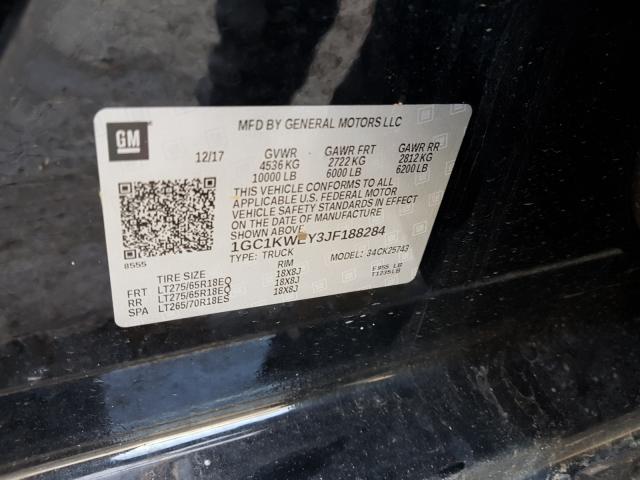 GM
MFD BY GENERAL MOTORS LLC
12/17 GVWR GAWR FRT GAWR RR
4536 KG 2722 KG 2812 KG
10000 LB 6000 LB 6200 LB
THIS VEHICLE CONFORMS TO ALL
APPLICABLE U.S. FEDERAL MOTOR
VEHICLE SAFETY STANDARDS IN EFFECT
ON THE DATE OF MANUFACTURE
SHOWN ABOVE
1GC1KWEY3JF188284
8555 TYPE: TRUCK MODEL: 34CK25743
TIRE SIZE RIM
FRT LT275/65R18EQ 18X8J
RR LT275/65R18EQ 18X8J
SPA LT265/70R18ES 18X8J
T1235LB